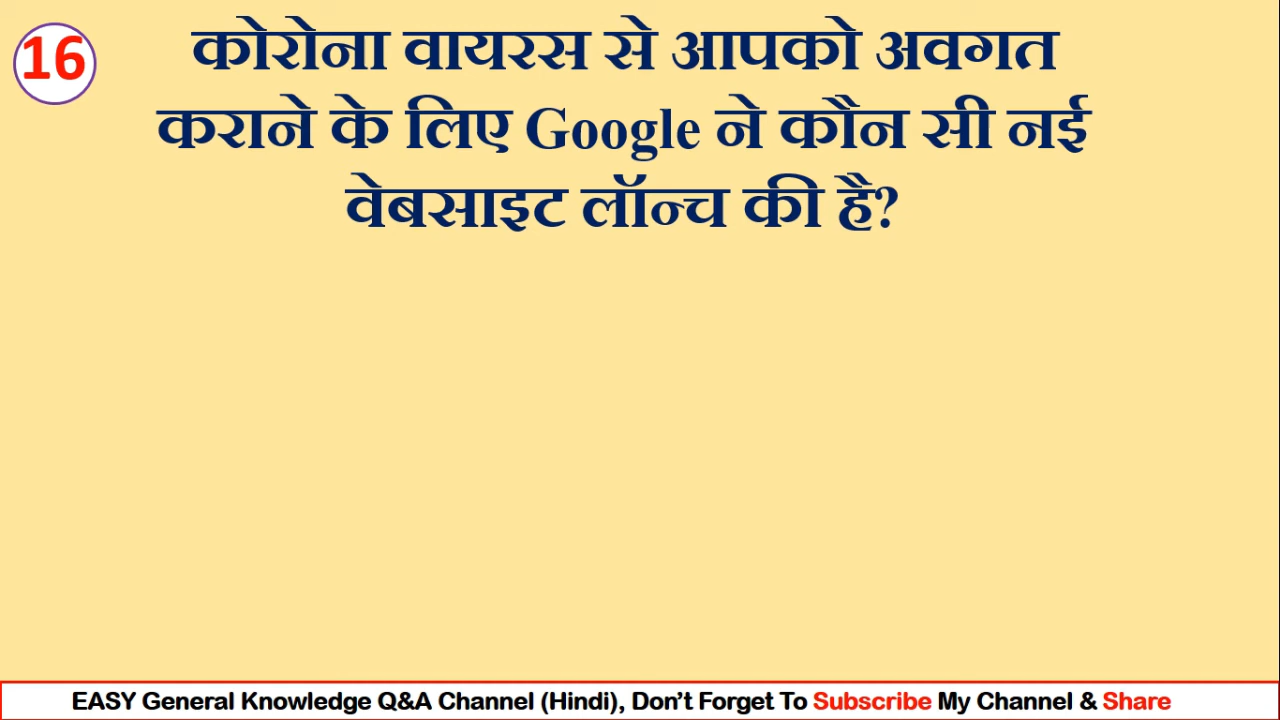 16
कोरोना वायरस से आपको अवगत
कराने के लिए Google ने कौन सी नई
वेबसाइट लॉन्च की है?
EASY General Knowledge Q&A Channel (Hindi), Don't Forget To Subscribe My Channel & Share